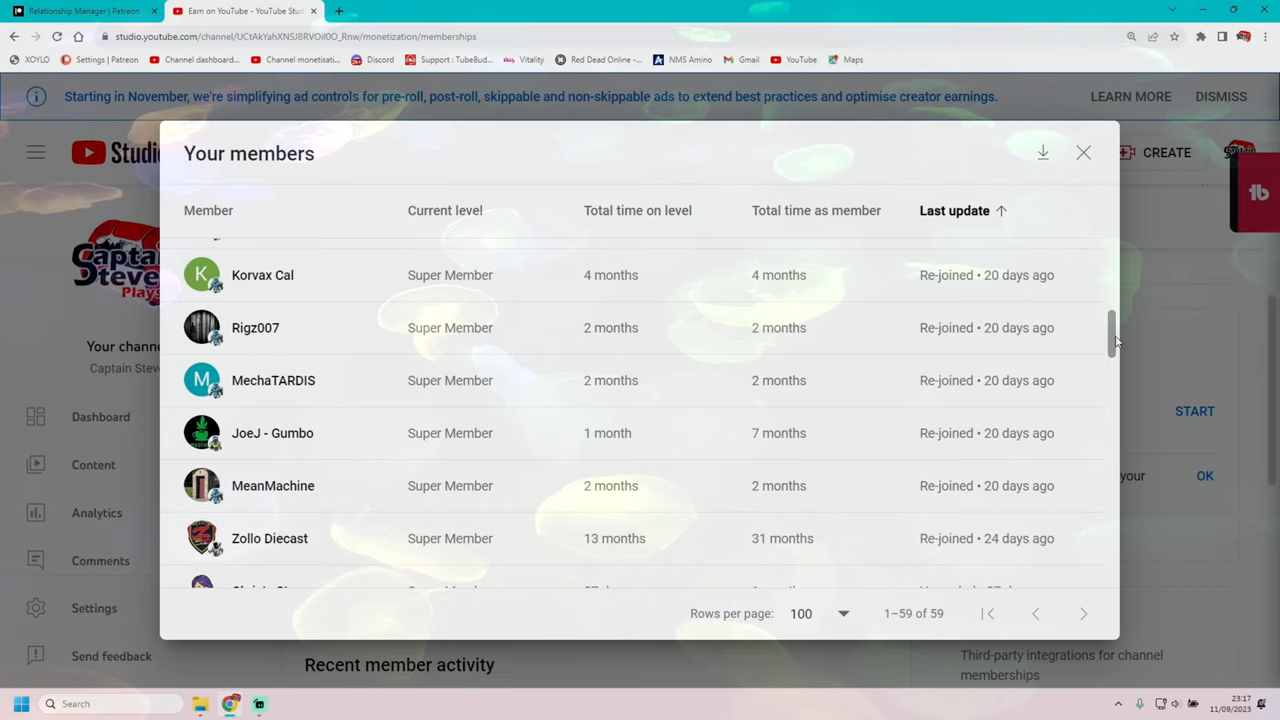 Relationship Manager | Patreon
Earn on YouTube - YouTube Stud
studio.youtube.com/channel/UCtAkYahXNSJ8RVOiI0O_Rnw/monetization/memberships
XOYLO
Settings | Patreon
Channel dashboard...
Channel monetisati...
Discord
Support : TubeBud...
Vitality
Red Dead Online -...
NMS Amino
Gmail
YouTube
Maps
Starting in November, we're simplifying ad controls for pre-roll, post-roll, skippable and non-skippable ads to extend best practices and optimise creator earnings.
LEARN MORE
DISMISS
Studio
CREATE
Your members
Member
Current level
Total time on level
Total time as member
Last update
Korvax Cal
Super Member
4 months
4 months
Re-joined • 20 days ago
Rigz007
Super Member
2 months
2 months
Re-joined • 20 days ago
MechaTARDIS
Super Member
2 months
2 months
Re-joined • 20 days ago
JoeJ - Gumbo
Super Member
1 month
7 months
Re-joined • 20 days ago
MeanMachine
Super Member
2 months
2 months
Re-joined • 20 days ago
Zollo Diecast
Super Member
13 months
31 months
Re-joined • 24 days ago
Rows per page:
100
1–59 of 59
Captain
Steve
Plays
Your chann
Captain Steve
Dashboard
Content
Analytics
Comments
Settings
Send feedback
START
your
OK
Recent member activity
Third-party integrations for channel
memberships
Search
23:17
11/09/2023